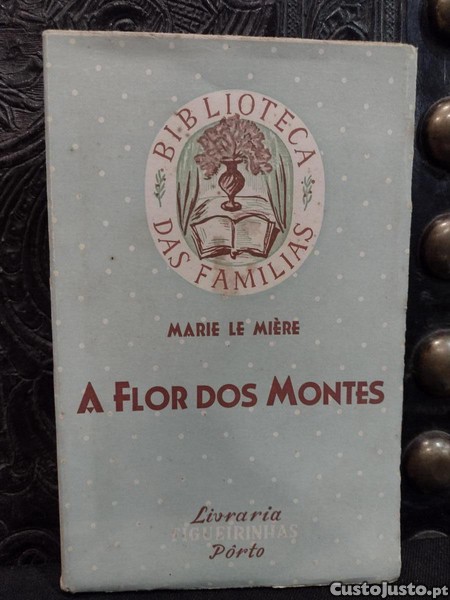 BIBLIOTECA
DAS FAMILIAS
MARIE LE MIÈRE
A FLOR DOS MONTES
Livraria
FIGUEIRINHAS
Pôrto
CustoJusto.pt